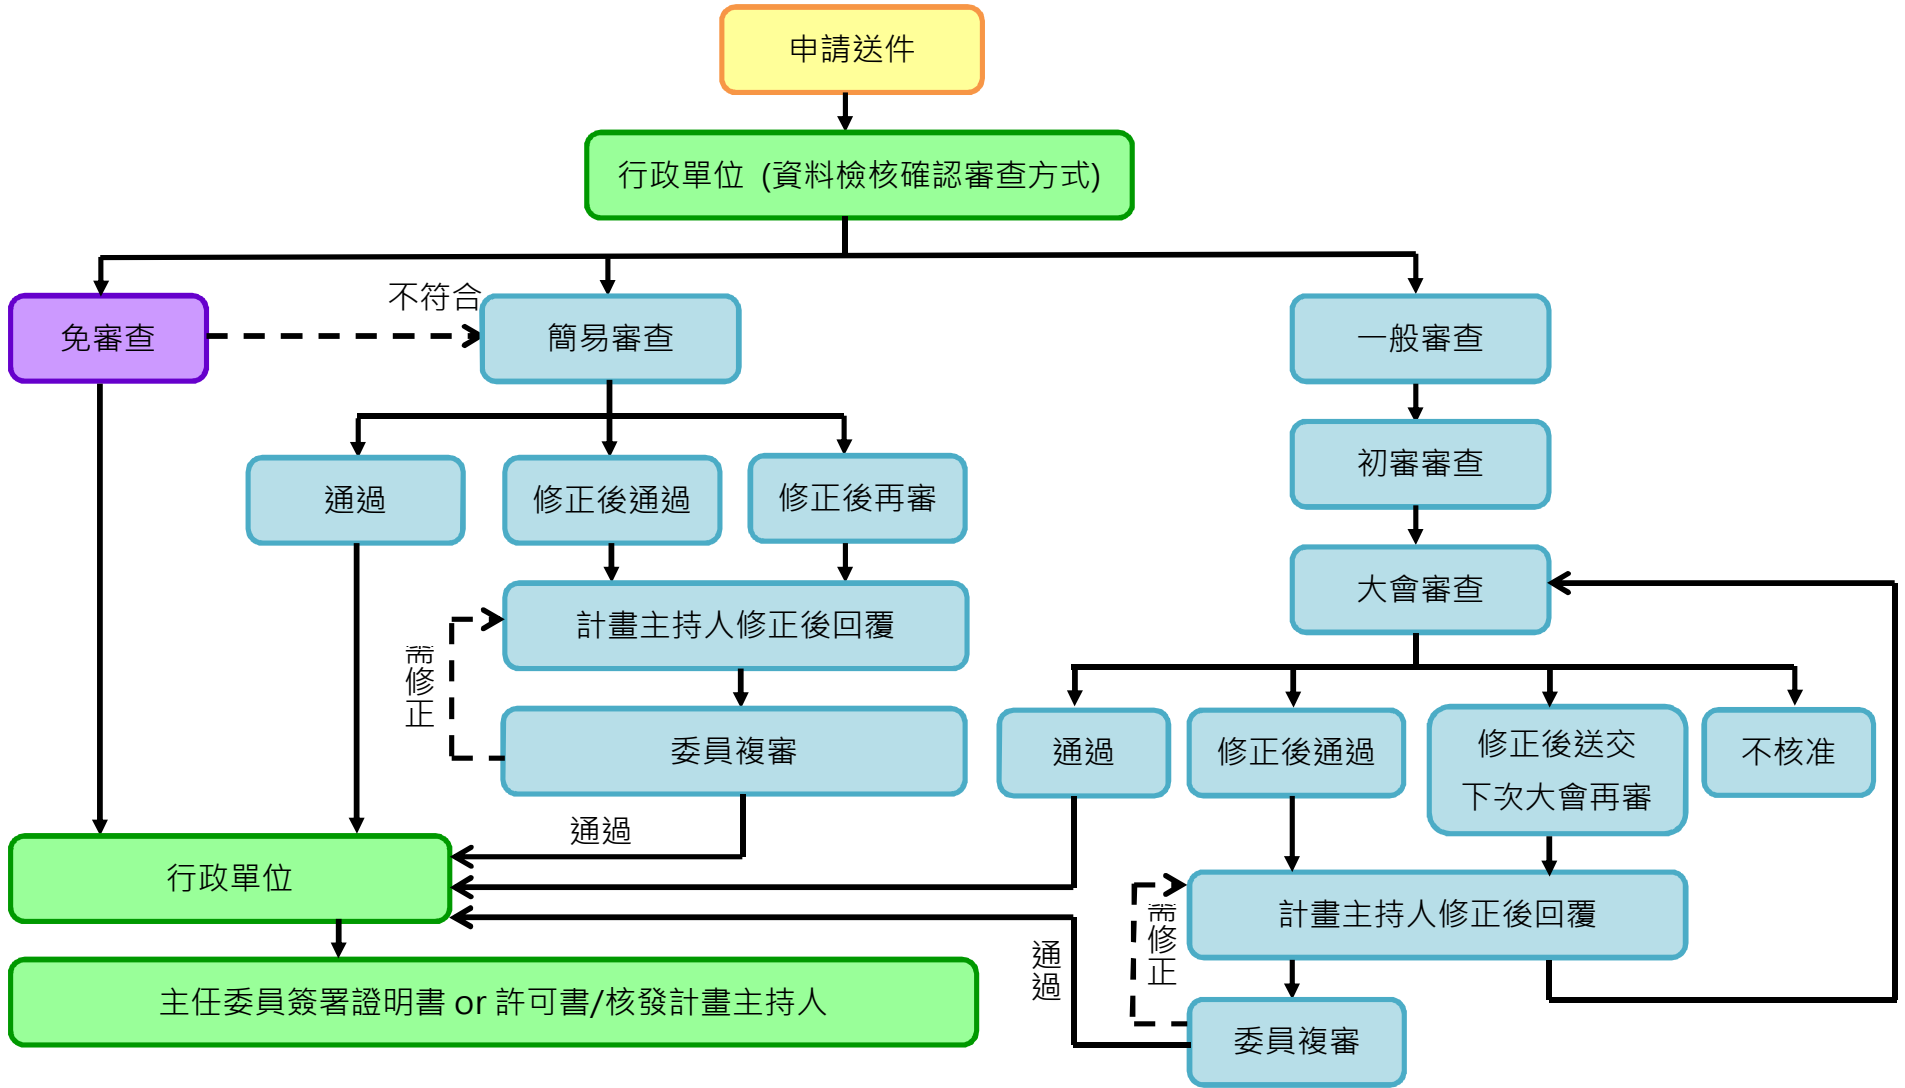 申請送件
行政單位 (資料檢核確認審查方式)
不符合
免審查
簡易審查
一般審查
初審審查
通過
修正後通過
修正後再審
大會審查
計畫主持人修正後回覆
需修正
委員複審
通過
修正後通過
修正後送交
下次大會再審
不核准
通過
行政單位
計畫主持人修正後回覆
需修正
通過
主任委員簽署證明書 or 許可書/核發計畫主持人
委員複審